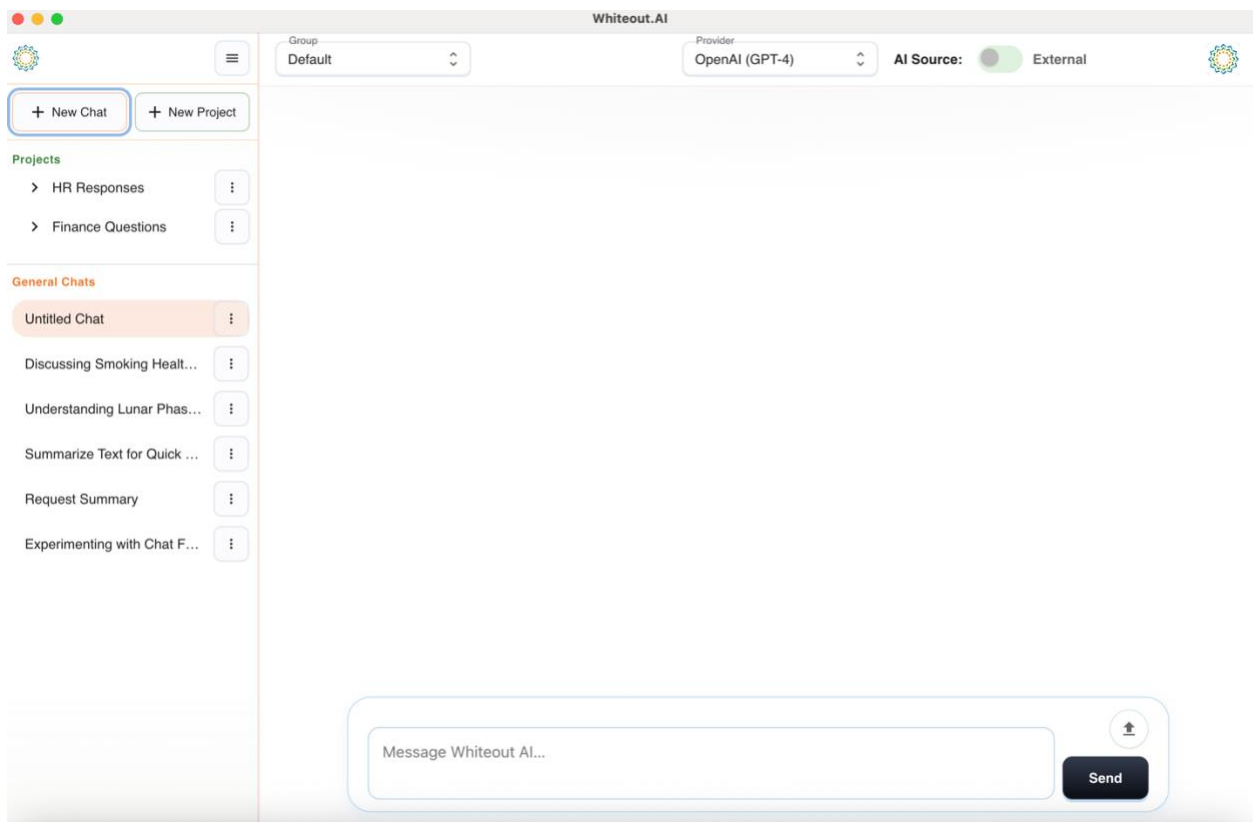 Whiteout.AI
Group
Default
Provider
OpenAI (GPT-4)
AI Source:
External
+ New Chat
+ New Project
Projects
HR Responses
Finance Questions
General Chats
Untitled Chat
Discussing Smoking Healt...
Understanding Lunar Phas...
Summarize Text for Quick ...
Request Summary
Experimenting with Chat F...
Message Whiteout AI...
Send